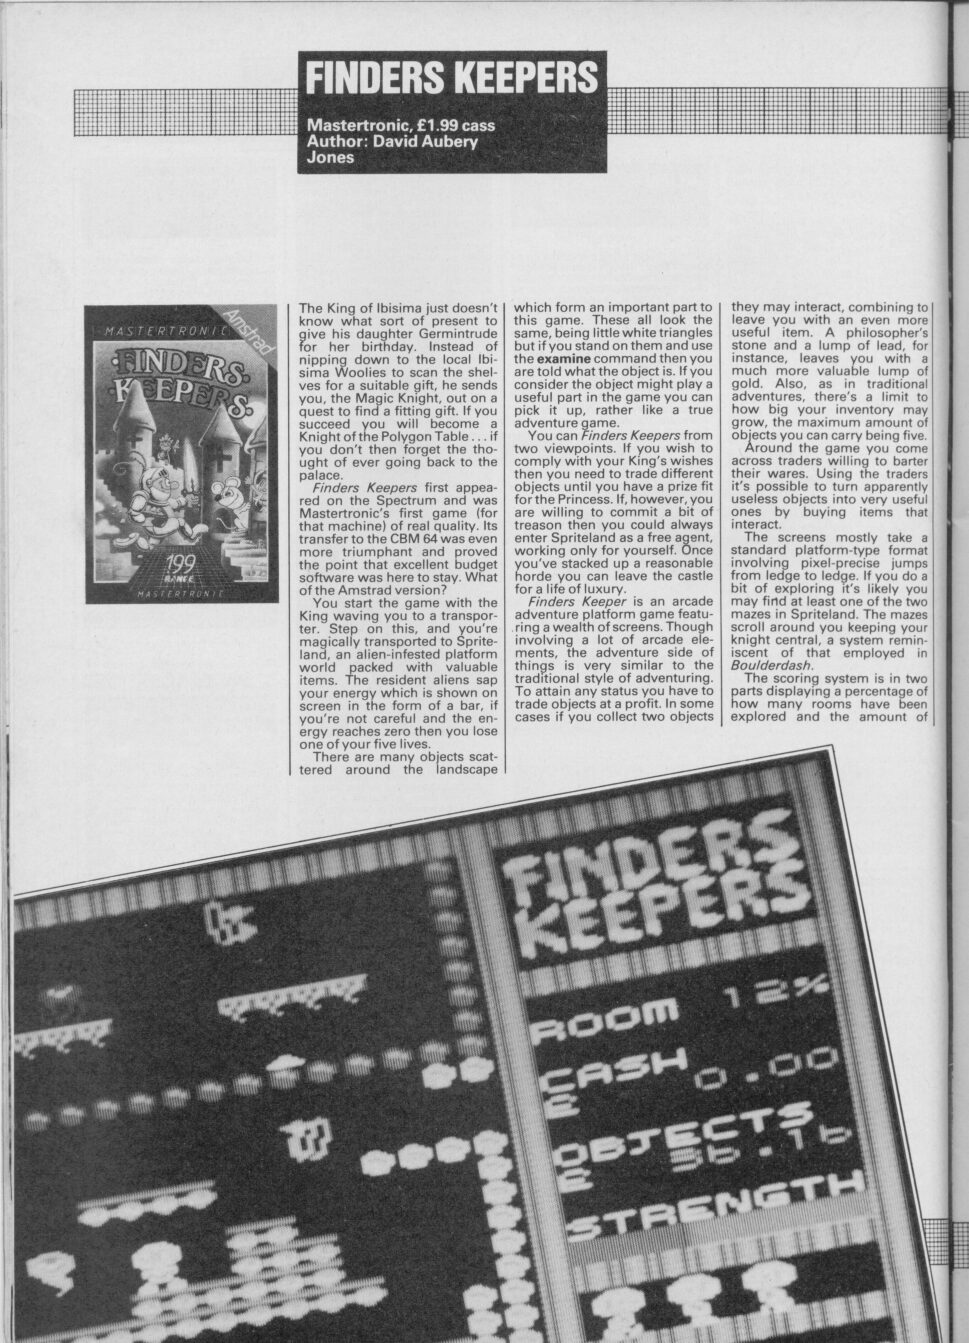 FINDERS KEEPERS
Mastertronic, £1.99 cass
Author: David Aubery
Jones
MASTERTRONIC
Amstrad
FINDERS
KEEPERS
199
RANGE
MASTERTRONIC
The King of Ibisima just doesn't
know what sort of present to
give his daughter Germintrude
for her birthday. Instead of
nipping down to the local Ibi-
sima Woolies to scan the shel-
ves for a suitable gift, he sends
you, the Magic Knight, out on a
quest to find a fitting gift. If you
succeed you will become a
Knight of the Polygon Table . . . if
you don't then forget the tho-
ught of ever going back to the
palace.
Finders Keepers first appea-
red on the Spectrum and was
Mastertronic's first game (for
that machine) of real quality. Its
transfer to the CBM 64 was even
more triumphant and proved
the point that excellent budget
software was here to stay. What
of the Amstrad version?
You start the game with the
King waving you to a transpor-
ter. Step on this, and you're
magically transported to Sprite-
land, an alien-infested platform
world packed with valuable
items. The resident aliens sap
your energy which is shown on
screen in the form of a bar, if
you're not careful and the en-
ergy reaches zero then you lose
one of your five lives.
There are many objects scat-
tered around the landscape
which form an important part to
this game. These all look the
same, being little white triangles
but if you stand on them and use
the examine command then you
are told what the object is. If you
consider the object might play a
useful part in the game you can
pick it up, rather like a true
adventure game.
You can Finders Keepers from
two viewpoints. If you wish to
comply with your King's wishes
then you need to trade different
objects until you have a prize fit
for the Princess. If, however, you
are willing to commit a bit of
treason then you could always
enter Spriteland as a free agent,
working only for yourself. Once
you've stacked up a reasonable
horde you can leave the castle
for a life of luxury.
Finders Keeper is an arcade
adventure platform game featu-
ring a wealth of screens. Though
involving a lot of arcade ele-
ments, the adventure side of
things is very similar to the
traditional style of adventuring.
To attain any status you have to
trade objects at a profit. In some
cases if you collect two objects
they may interact, combining to
leave you with an even more
useful item. A philosopher's
stone and a lump of lead, for
instance, leaves you with a
much more valuable lump of
gold. Also, as in traditional
adventures, there's a limit to
how big your inventory may
grow, the maximum amount of
objects you can carry being five.
Around the game you come
across traders willing to barter
their wares. Using the traders
it's possible to turn apparently
useless objects into very useful
ones by buying items that
interact.
The screens mostly take a
standard platform-type format
involving pixel-precise jumps
from ledge to ledge. If you do a
bit of exploring it's likely you
may find at least one of the two
mazes in Spriteland. The mazes
scroll around you keeping your
knight central, a system remin-
iscent of that employed in
Boulderdash.
The scoring system is in two
parts displaying a percentage of
how many rooms have been
explored and the amount of
FINDERS
KEEPERS
ROOM 12%
CASH
£ 0.00
OBJECTS
£ 36.16
STRENGTH